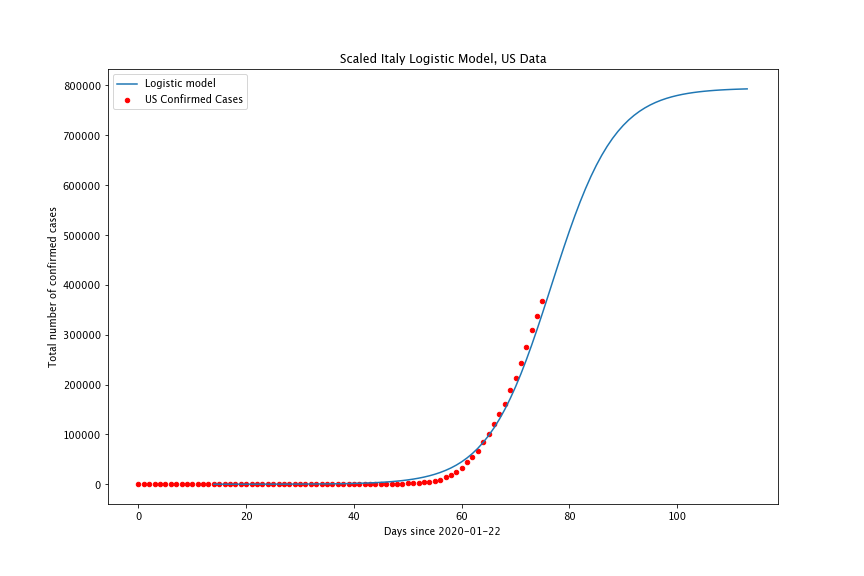 Scaled Italy Logistic Model, US Data
Logistic model
US Confirmed Cases
Total number of confirmed cases
800000
700000
600000
500000
400000
300000
200000
100000
0
0 20 40 60 80 100
Days since 2020-01-22